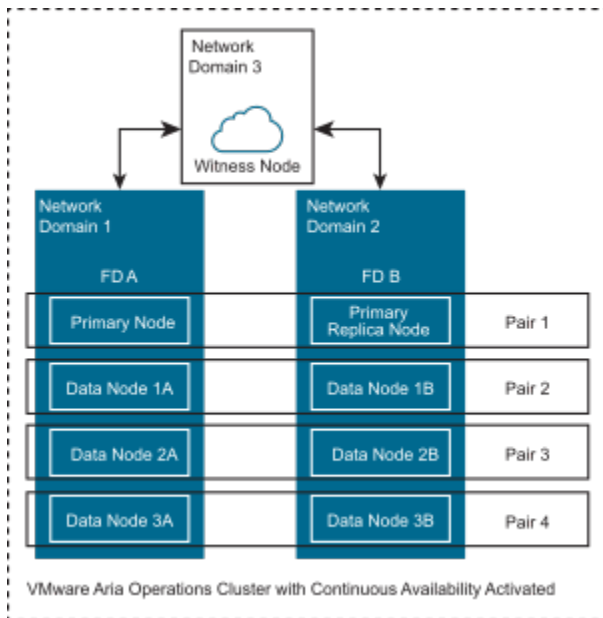 Network
Domain 3
Witness Node
Network
Domain 1
Network
Domain 2
FD A
FD B
Primary Node
Primary
Replica Node
Pair 1
Data Node 1A
Data Node 1B
Pair 2
Data Node 2A
Data Node 2B
Pair 3
Data Node 3A
Data Node 3B
Pair 4
VMware Aria Operations Cluster with Continuous Availability Activated